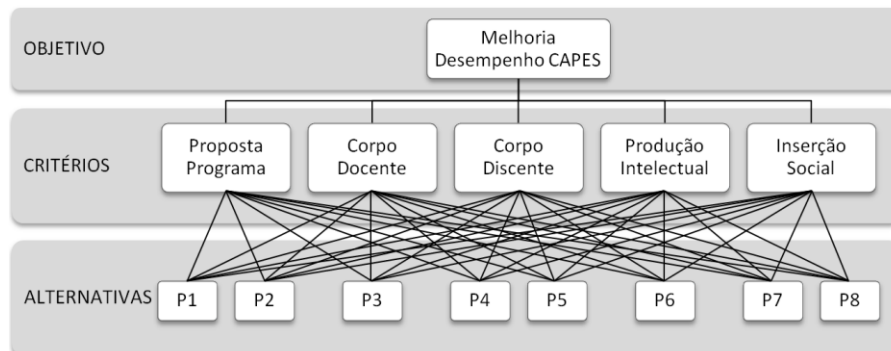 OBJETIVO
Melhoria
Desempenho CAPES
CRITÉRIOS
Proposta
Programa
Corpo
Docente
Corpo
Discente
Produção
Intelectual
Inserção
Social
ALTERNATIVAS
P1
P2
P3
P4
P5
P6
P7
P8